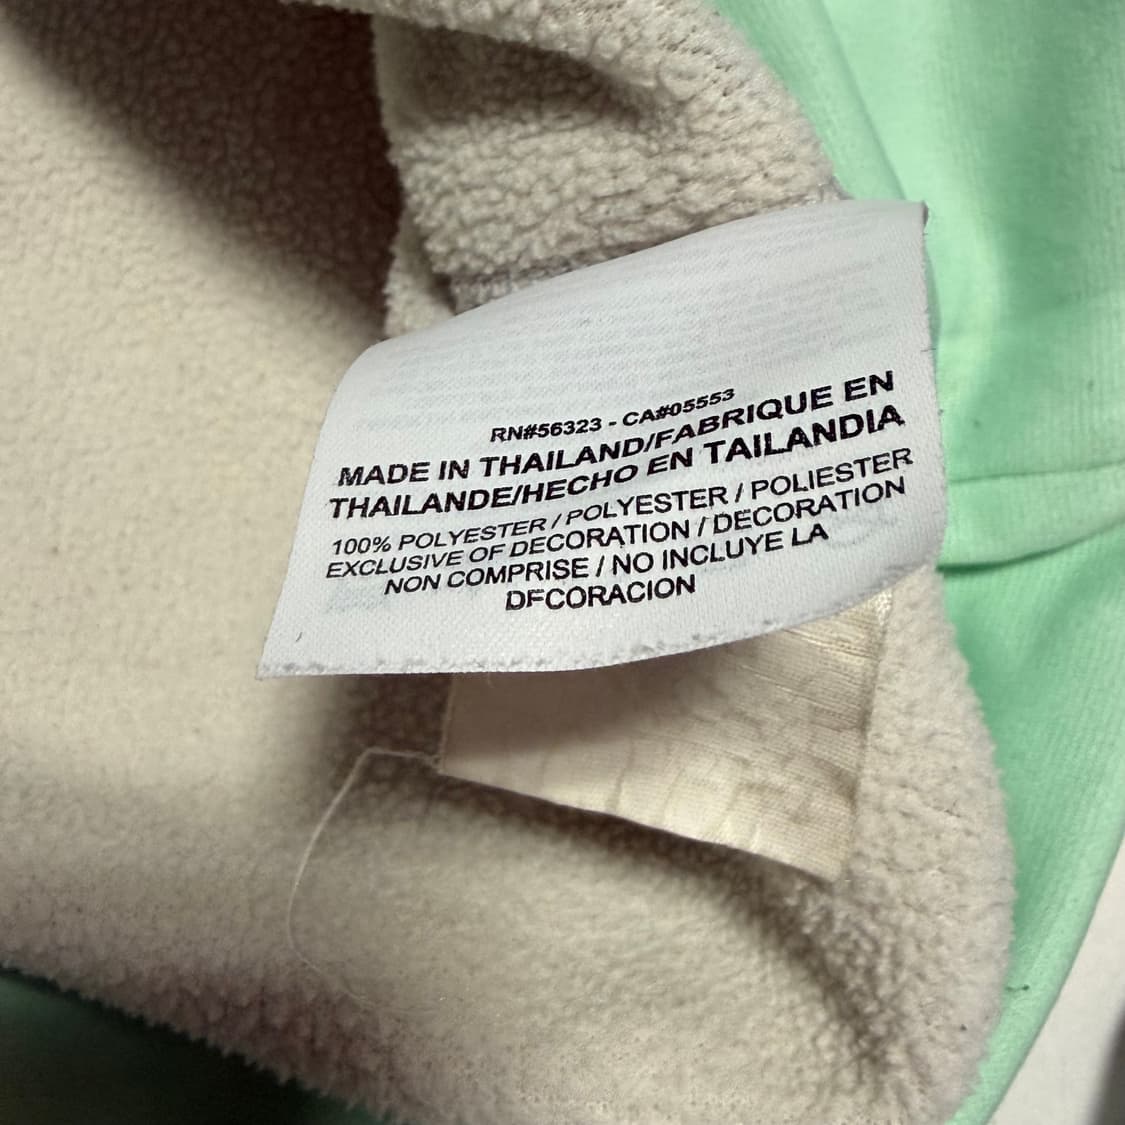 RN#56323 - CA#05553
MADE IN THAILAND/FABRIQUE EN
THAILANDE/HECHO EN TAILANDIA
100% POLYESTER / POLYESTER / POLIESTER
EXCLUSIVE OF DECORATION / DECORATION
NON COMPRISE / NO INCLUYE LA
DECORACION